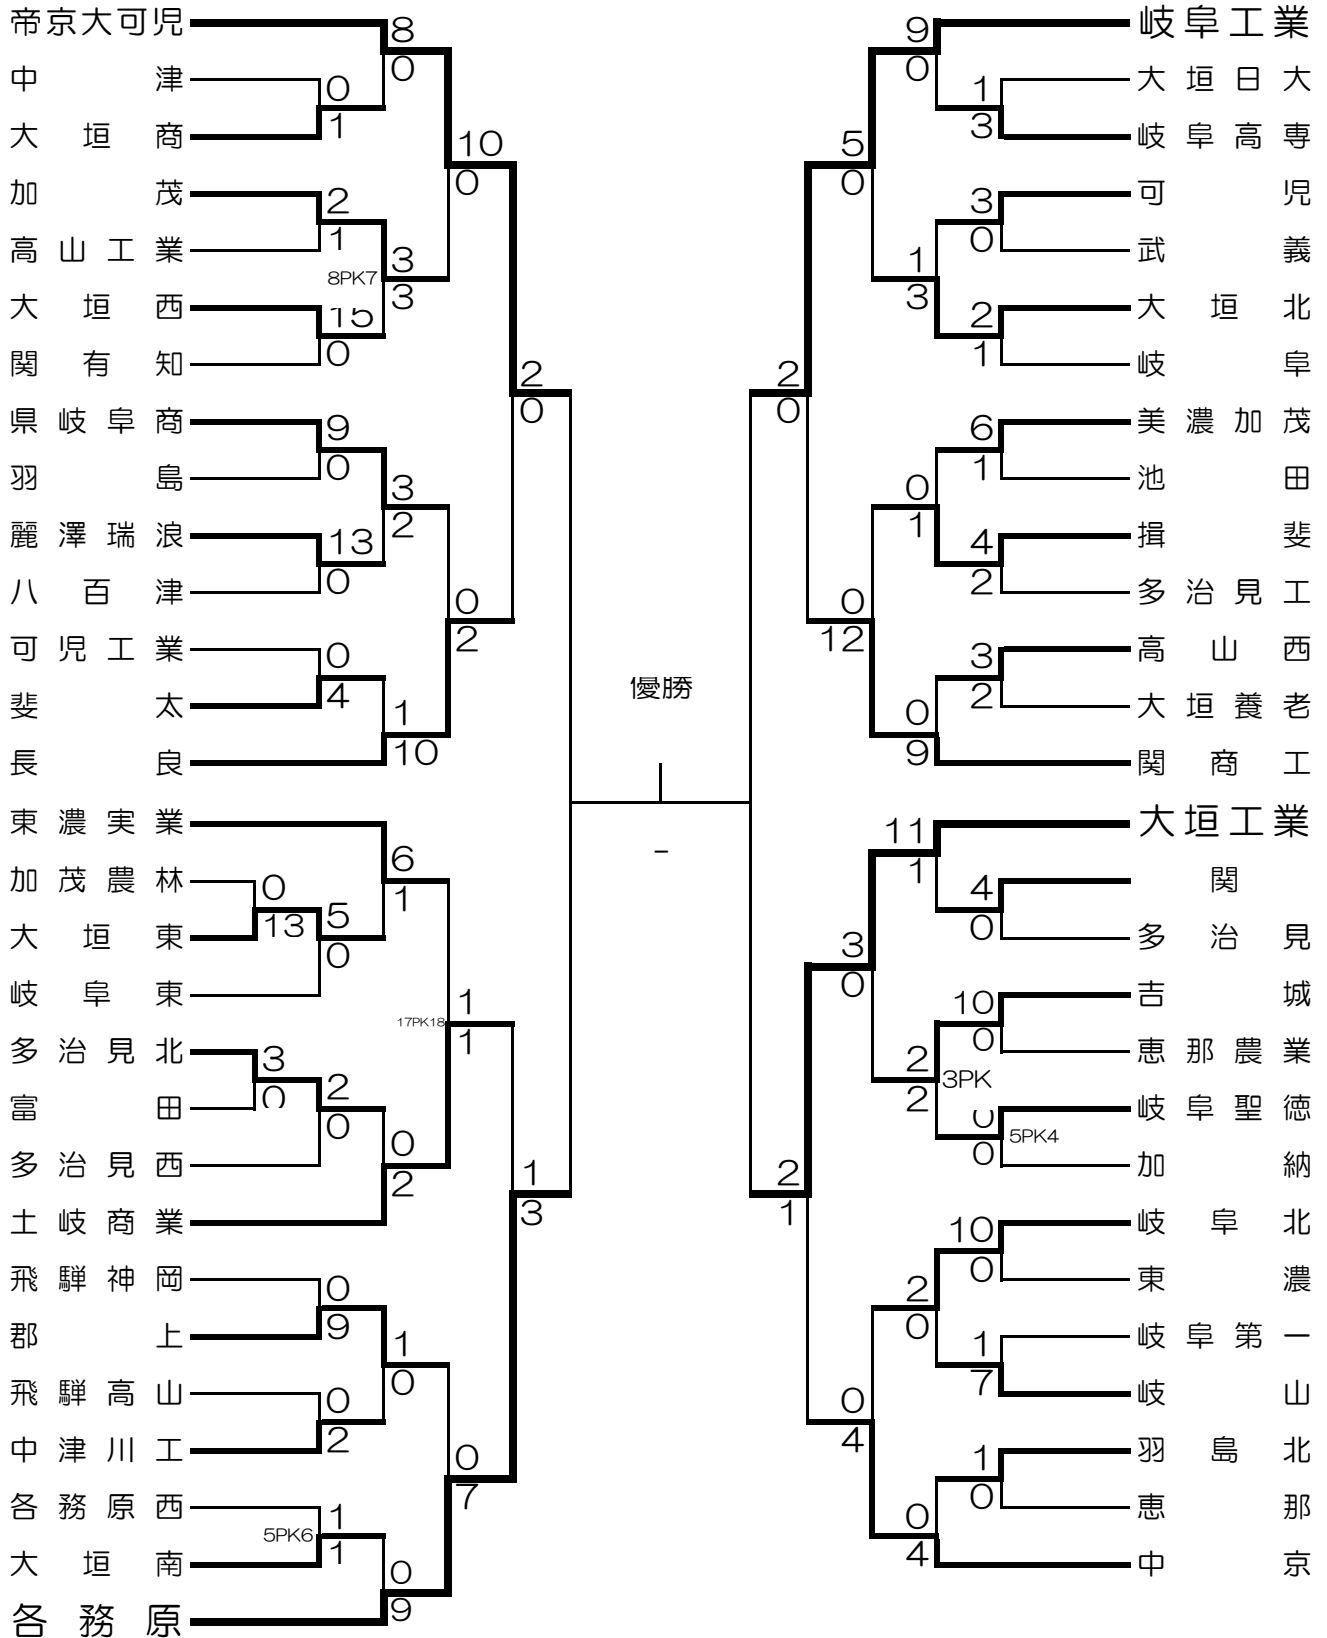 帝京大可児
8
0
中津
0
1
大垣商
10
0
加茂
2
1
高山工業
8PK7
3
3
大垣西
15
0
関有知
2
0
県岐阜商
9
0
羽島
3
2
麗澤瑞浪
13
0
八百津
0
2
可児工業
0
4
斐太
1
10
長良
東濃実業
6
1
加茂農林
0
13
大垣東
5
0
岐阜東
17PK18
1
1
多治見北
3
0
富田
2
0
多治見西
0
2
土岐商業
1
3
飛騨神岡
0
9
郡上
1
0
飛騨高山
0
2
中津川工
0
7
各務原西
5PK6
1
1
大垣南
0
9
各務原
優勝
-
岐阜工業
9
0
大垣日大
1
3
岐阜高専
5
0
可児
3
0
武義
1
3
大垣北
2
1
岐阜
2
0
美濃加茂
6
1
池田
0
1
揖斐
4
2
多治見工
0
12
高山西
3
2
大垣養老
0
9
関商工
大垣工業
11
1
関
4
0
多治見
3
0
吉城
10
0
恵那農業
2
2
3PK
岐阜聖徳
0
0
5PK4
加納
2
1
岐阜北
10
0
東濃
2
0
岐阜第一
1
7
岐山
0
4
羽島北
1
0
恵那
0
4
中京